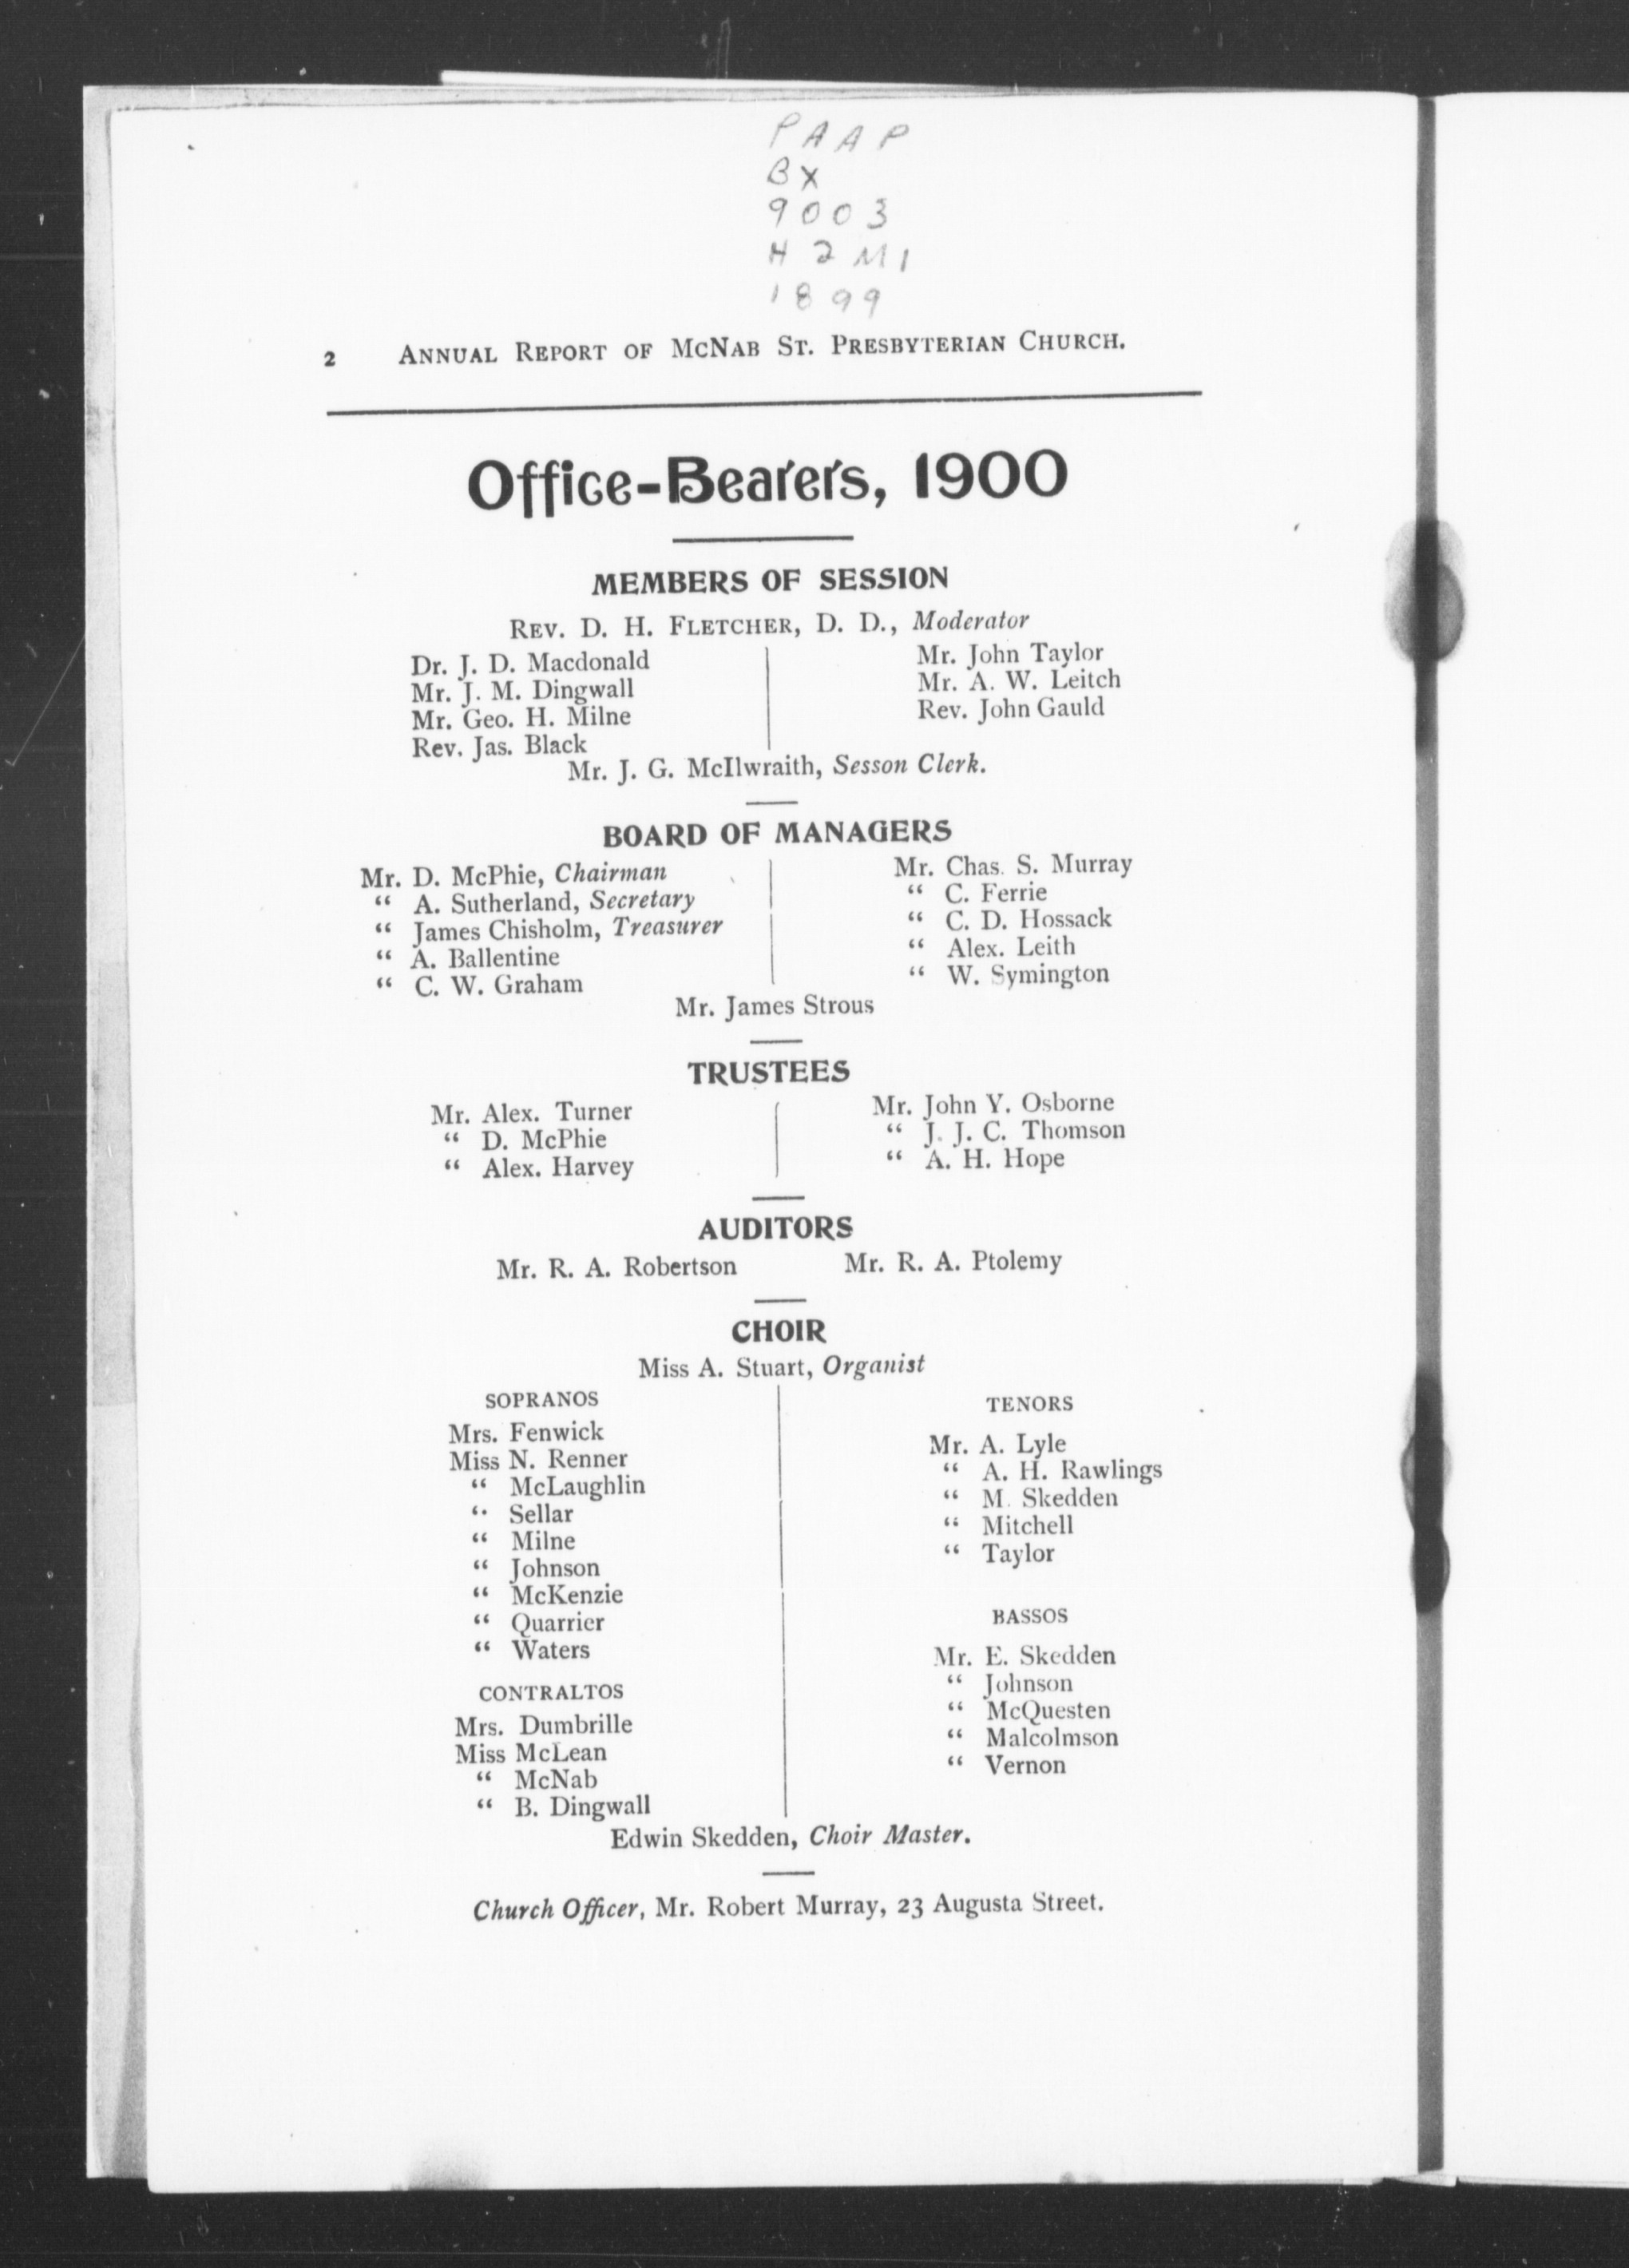 PAAP
BX
9003
H2M1
1899
2 ANNUAL REPORT OF MCNAB ST. PRESBYTERIAN CHURCH.
Office-Bearers, 1900
MEMBERS OF SESSION
REV. D. H. FLETCHER, D. D., Moderator
Dr. J. D. Macdonald
Mr. J. M. Dingwall
Mr. Geo. H. Milne
Rev. Jas. Black
Mr. John Taylor
Mr. A. W. Leitch
Rev. John Gauld
Mr. J. G. McIlwraith, Sesson Clerk.
BOARD OF MANAGERS
Mr. D. McPhie, Chairman
“ A. Sutherland, Secretary
“ James Chisholm, Treasurer
“ A. Ballentine
“ C. W. Graham
Mr. Chas. S. Murray
“ C. Ferrie
“ C. D. Hossack
“ Alex. Leith
“ W. Symington
Mr. James Strous
TRUSTEES
Mr. Alex. Turner
“ D. McPhie
“ Alex. Harvey
Mr. John Y. Osborne
“ J. J. C. Thomson
“ A. H. Hope
AUDITORS
Mr. R. A. Robertson Mr. R. A. Ptolemy
CHOIR
Miss A. Stuart, Organist
SOPRANOS
Mrs. Fenwick
Miss N. Renner
“ McLaughlin
“ Sellar
“ Milne
“ Johnson
“ McKenzie
“ Quarrier
“ Waters
CONTRALTOS
Mrs. Dumbrille
Miss McLean
“ McNab
“ B. Dingwall
TENORS
Mr. A. Lyle
“ A. H. Rawlings
“ M. Skedden
“ Mitchell
“ Taylor
BASSOS
Mr. E. Skedden
“ Johnson
“ McQuesten
“ Malcolmson
“ Vernon
Edwin Skedden, Choir Master.
Church Officer, Mr. Robert Murray, 23 Augusta Street.